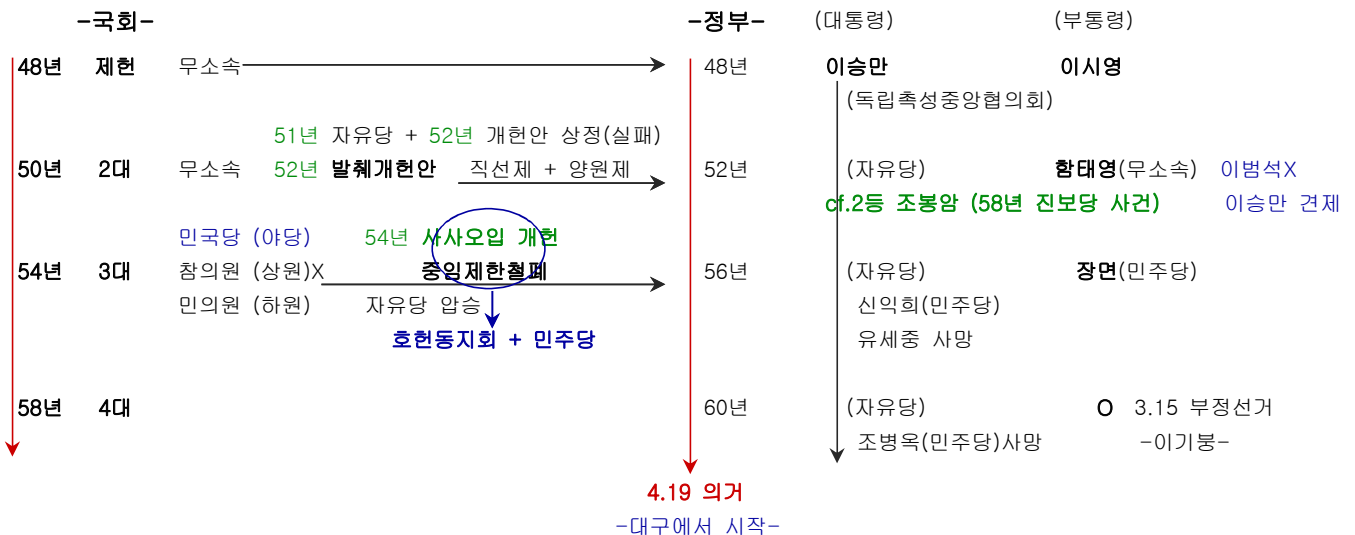 -국회- -정부- (대통령) (부통령)
48년 제헌 무소속 48년 이승만 이시영
(독립촉성중앙협의회)
51년 자유당 + 52년 개헌안 상정(실패)
50년 2대 무소속 52년 발췌개헌안 직선제 + 양원제 52년 (자유당) 함태영(무소속) 이범석X
cf.2등 조봉암 (58년 진보당 사건) 이승만 견제
민국당 (야당) 54년 사사오입 개헌
54년 3대 참의원 (상원)X 중임제한철폐 56년 (자유당) 장면(민주당)
민의원 (하원) 자유당 압승 신익희(민주당)
호헌동지회 + 민주당 유세중 사망
58년 4대 60년 (자유당) O 3.15 부정선거
조병옥(민주당)사망 -이기붕-
4.19 의거
-대구에서 시작-